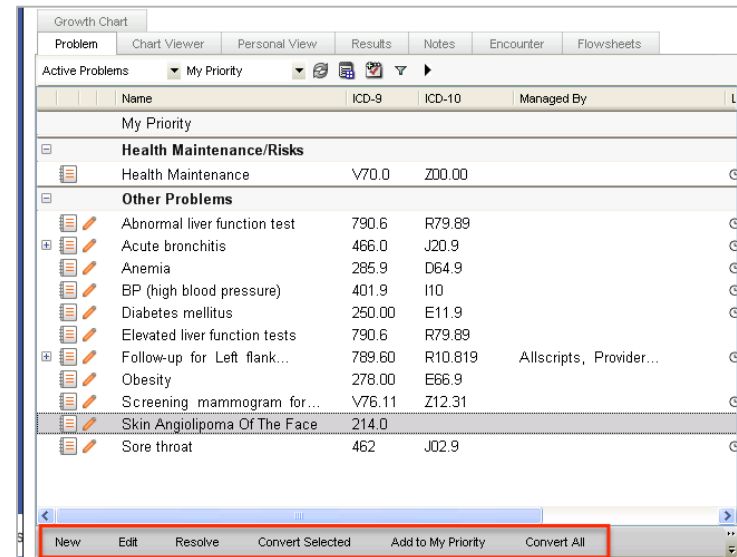 Growth Chart
Problem Chart Viewer Personal View Results Notes Encounter Flowsheets
Active Problems My Priority
Name ICD-9 ICD-10 Managed By L
My Priority
Health Maintenance/Risks
Health Maintenance V70.0 Z00.00
Other Problems
Abnormal liver function test 790.6 R79.89
Acute bronchitis 466.0 J20.9
Anemia 285.9 D64.9
BP (high blood pressure) 401.9 I10
Diabetes mellitus 250.00 E11.9
Elevated liver function tests 790.6 R79.89
Follow-up for Left flank... 789.60 R10.819 Allscripts, Provider...
Obesity 278.00 E66.9
Screening mammogram for... V76.11 Z12.31
Skin Angiolipoma Of The Face 214.0
Sore throat 462 J02.9
s New Edit Resolve Convert Selected Add to My Priority Convert All